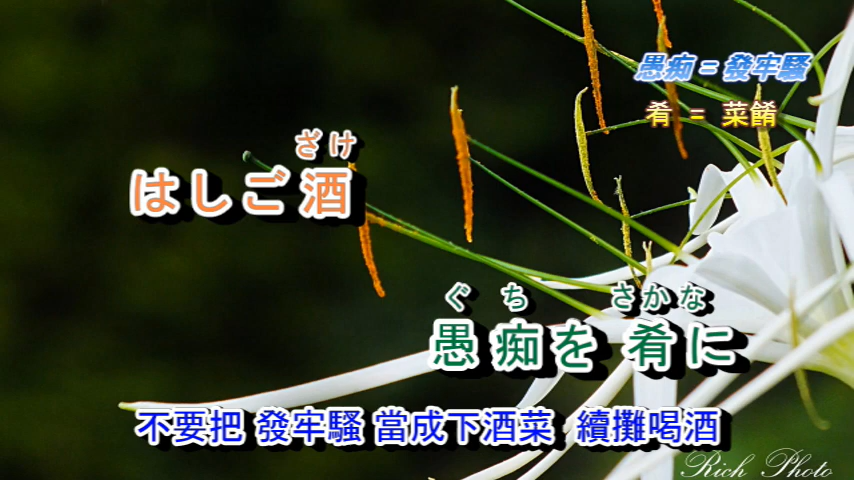 愚痴 = 發牢騷
肴 = 菜餚
ざけ
はしご酒
ぐち さかな
愚痴を 肴に
不要把 發牢騷 當成下酒菜 續攤喝酒
Rich Photo